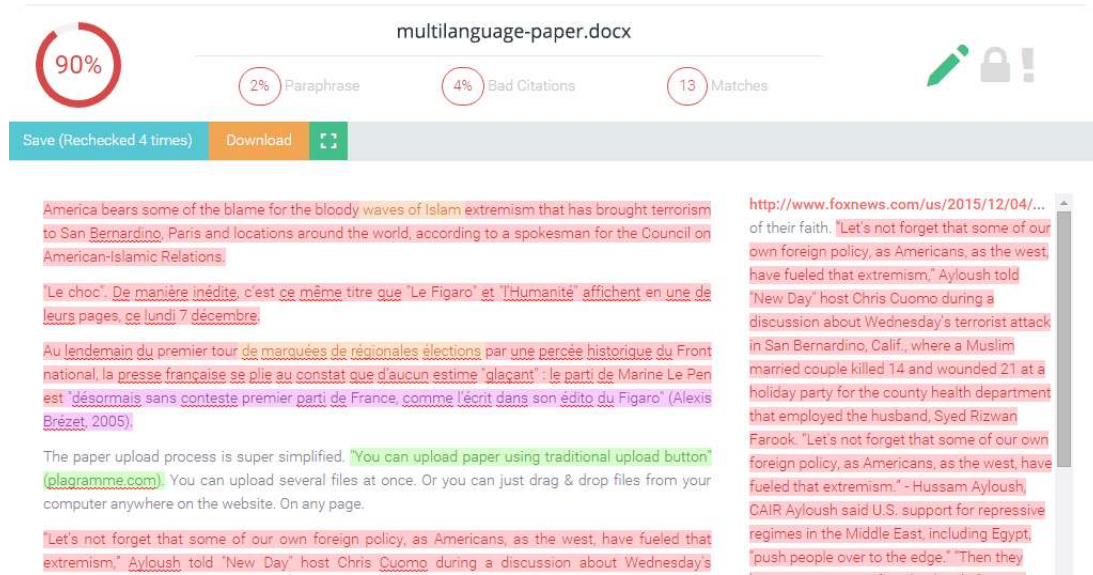 multilanguage-paper.docx
90%
2% Paraphrase
4% Bad Citations
13 Matches
Save (Rechecked 4 times)
Download
America bears some of the blame for the bloody waves of Islam extremism that has brought terrorism
to San Bernardino, Paris and locations around the world, according to a spokesman for the Council on
American-Islamic Relations.
"Le choc". De manière inédite, c'est ce même titre que "Le Figaro" et "l'Humanité" affichent en une de
leurs pages, ce lundi 7 décembre.
Au lendemain du premier tour de marquées de régionales élections par une percée historique du Front
national, la presse française se plie au constat que d'aucun estime "glaçant" : le parti de Marine Le Pen
est "désormais sans conteste premier parti de France, comme l'écrit dans son édito du Figaro" (Alexis
Brézet, 2005).
The paper upload process is super simplified. "You can upload paper using traditional upload button"
(plagramme.com). You can upload several files at once. Or you can just drag & drop files from your
computer anywhere on the website. On any page.
"Let's not forget that some of our own foreign policy, as Americans, as the west, have fueled that
extremism," Ayloush told "New Day" host Chris Cuomo during a discussion about Wednesday's
http://www.foxnews.com/us/2015/12/04/...
of their faith. "Let's not forget that some of our
own foreign policy, as Americans, as the west,
have fueled that extremism," Ayloush told
"New Day" host Chris Cuomo during a
discussion about Wednesday's terrorist attack
in San Bernardino, Calif., where a Muslim
married couple killed 14 and wounded 21 at a
holiday party for the county health department
that employed the husband, Syed Rizwan
Farook. "Let's not forget that some of our own
foreign policy, as Americans, as the west, have
fueled that extremism." - Hussam Ayloush,
CAIR Ayloush said U.S. support for repressive
regimes in the Middle East, including Egypt,
"push people over to the edge." "Then they